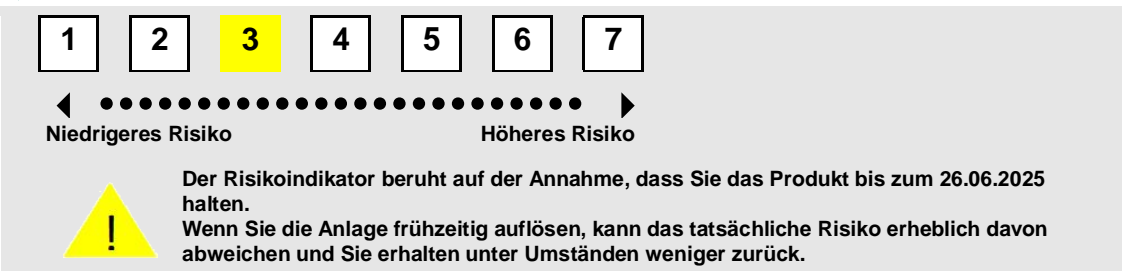 1 2 3 4 5 6 7
Niedrigeres Risiko Höheres Risiko
Der Risikoindikator beruht auf der Annahme, dass Sie das Produkt bis zum 26.06.2025
halten.
Wenn Sie die Anlage frühzeitig auflösen, kann das tatsächliche Risiko erheblich davon
abweichen und Sie erhalten unter Umständen weniger zurück.
!